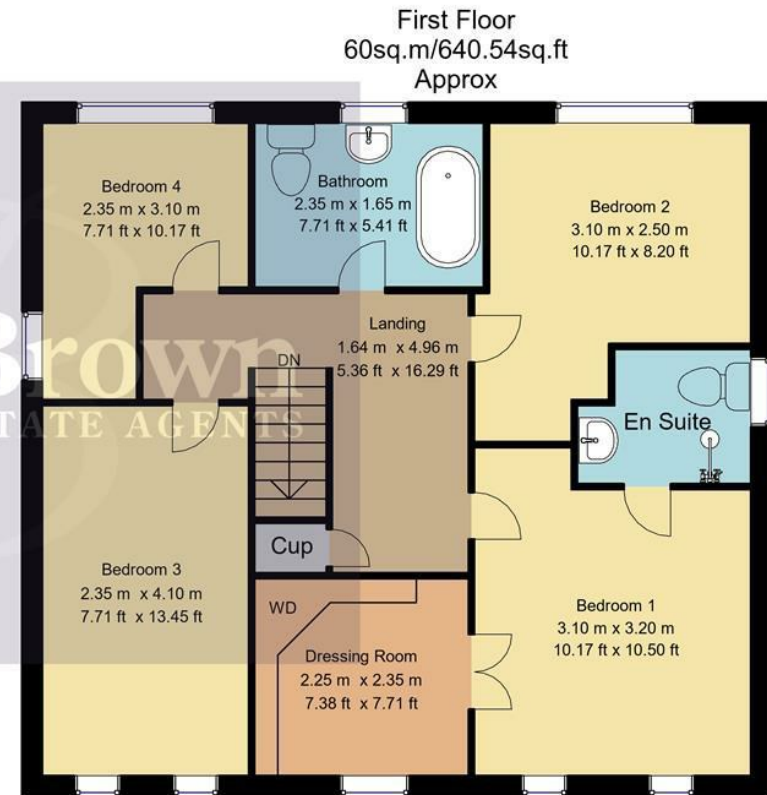 First Floor
60sq.m/640.54sq.ft
Approx
Bedroom 4
2.35 m x 3.10 m
7.71 ft x 10.17 ft
Bathroom
2.35 m x 1.65 m
7.71 ft x 5.41 ft
Bedroom 2
3.10 m x 2.50 m
10.17 ft x 8.20 ft
Landing
1.64 m x 4.96 m
5.36 ft x 16.29 ft
DN
Brown
ESTATE AGENTS
En Suite
Cup
Bedroom 3
2.35 m x 4.10 m
7.71 ft x 13.45 ft
WD
Dressing Room
2.25 m x 2.35 m
7.38 ft x 7.71 ft
Bedroom 1
3.10 m x 3.20 m
10.17 ft x 10.50 ft